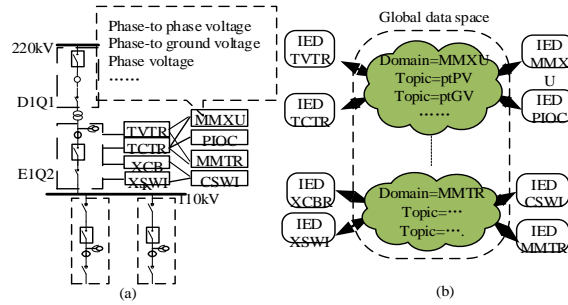 Phase-to phase voltage
Phase-to ground voltage
Phase voltage
……
220kV
D1Q1
E1Q2
TVTR
TCTR
XCB
XSWI
MMXU
PIOC
MMTR
CSWI
110kV
(a)
Global data space
IED
TVTR
IED
TCTR
Domain=MMXU
Topic=ptPV
Topic=ptGV
……
IED
MMX
U
IED
PIOC
IED
XCBR
IED
XSWI
Domain=MMTR
Topic=…
Topic=….
IED
CSWI
IED
MMTR
(b)